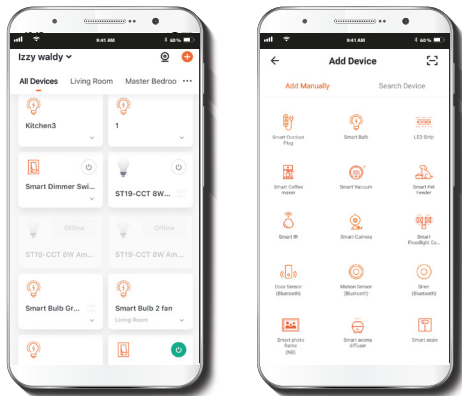 9:41 AM
60%
Izzy waldy
All Devices Living Room Master Bedroo ...
Kitchen3
1
Smart Dimmer Swi...
ST19-CCT 8W...
Offline
Offline
ST19-CCT 8W Am...
ST19-CCT 8W Am...
Smart Bulb Gr...
Smart Bulb 2 fan
Living Room
9:41 AM
60%
Add Device
Add Manually Search Device
Smart Outdoor
Plug
Smart Bulb
LED Strip
Smart Coffee
maker
Smart Vacuum
Smart Pet
Feeder
Smart IR
Smart Camera
Smart
Floodlight Ca...
Door Sensor
(Bluetooth)
Motion Sensor
(Bluetooth)
Siren
(Bluetooth)
Smart photo
frame
(NB)
Smart aroma
diffuser
Smart scale